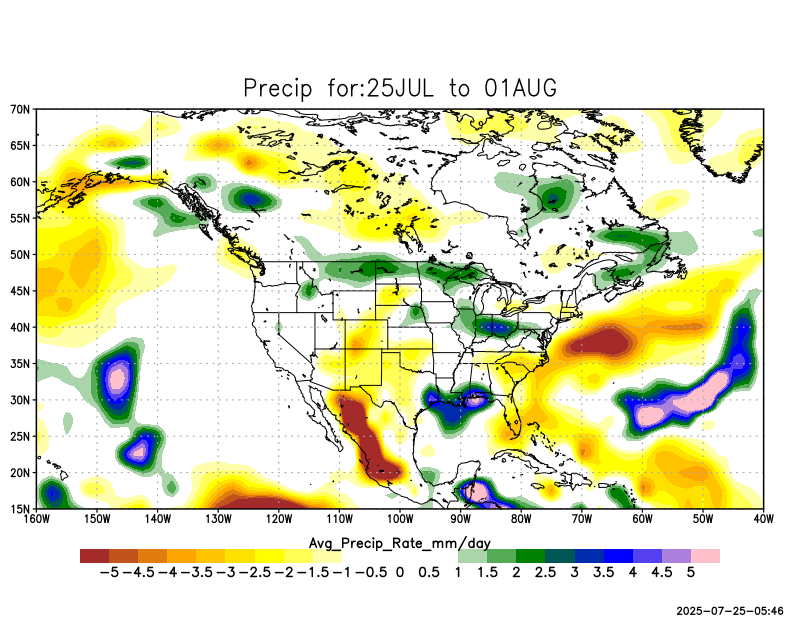 Precip for:25JUL to 01AUG
70N
65N
60N
55N
50N
45N
40N
35N
30N
25N
20N
15N
160W 150W 140W 130W 120W 110W 100W 90W 80W 70W 60W 50W 40W
Avg_Precip_Rate_mm/day
-5 -4.5 -4 -3.5 -3 -2.5 -2 -1.5 -1 -0.5 0 0.5 1 1.5 2 2.5 3 3.5 4 4.5 5
2025-07-25-05:46